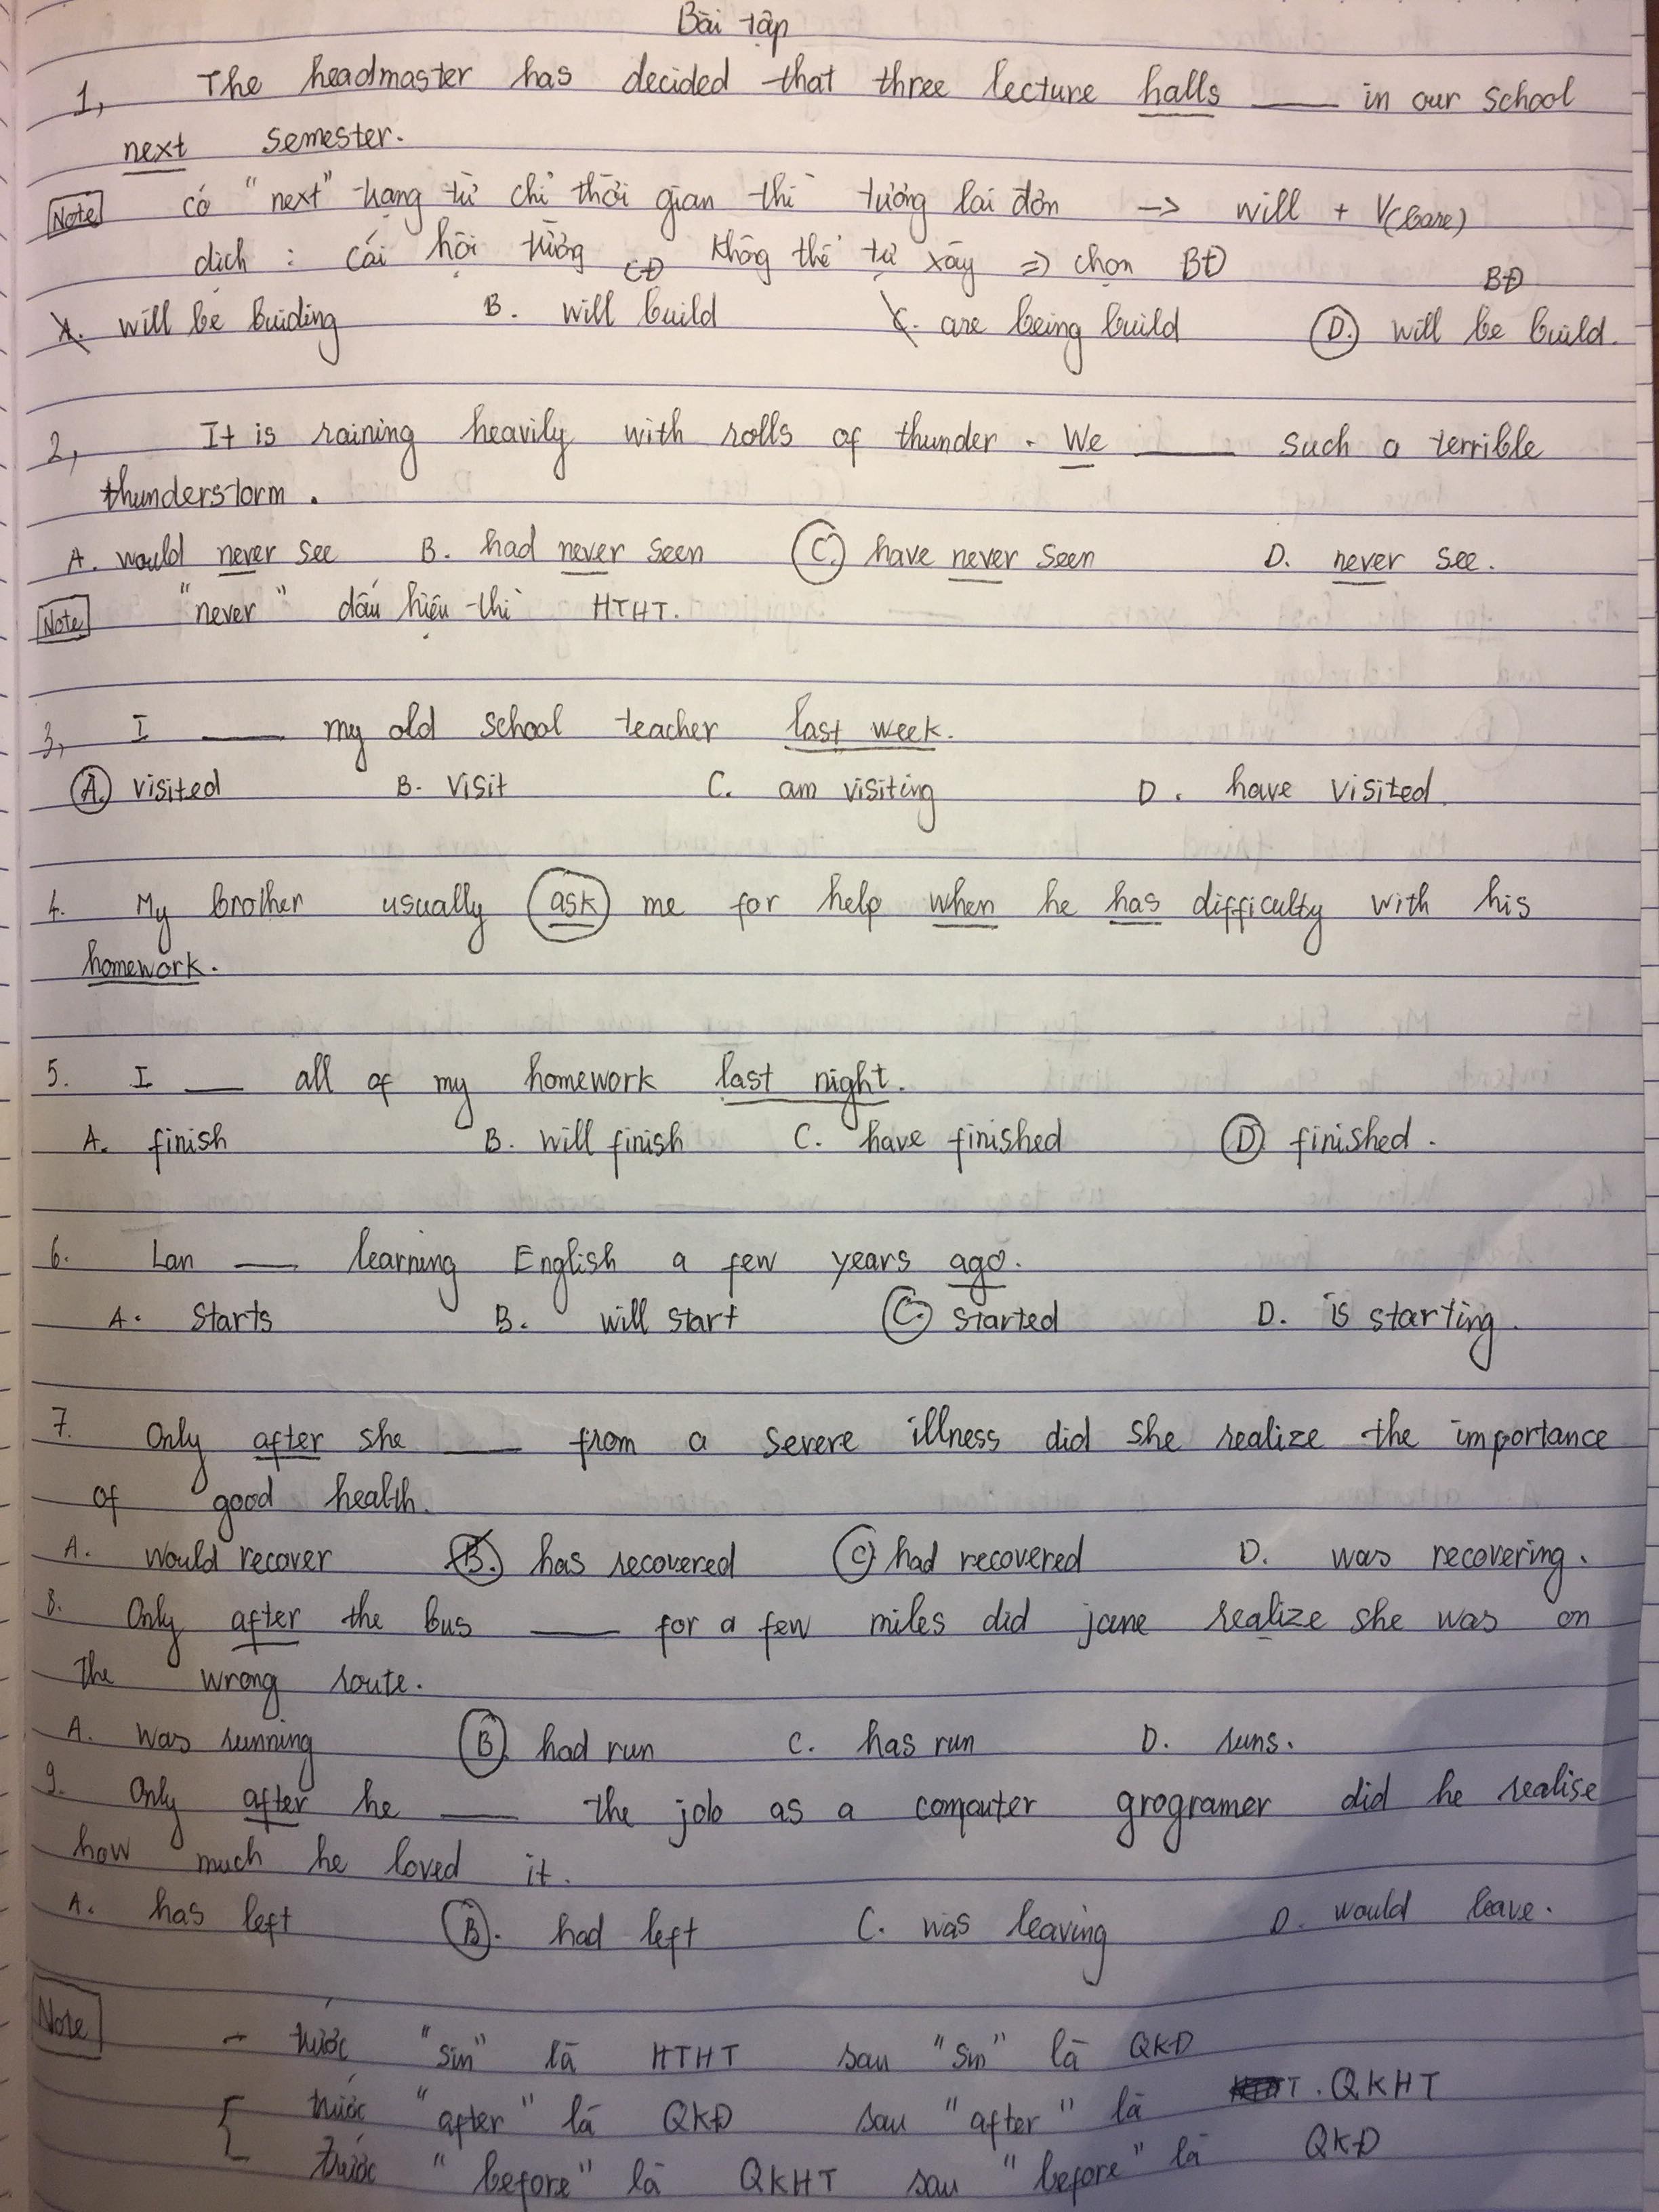 Bài tập
1, The headmaster has decided that three lecture halls ___ in our school
next semester.
Note có "next" trạng từ chỉ thời gian thì tương lai đơn -> will + V(bare)
dịch : cái hội trường không thể tự xây => chọn BĐ
CĐ BĐ
A. will be buiding B. will build C. are being build D. will be build.
2, It is raining heavily with rolls of thunder. We ___ such a terrible
thunderstorm.
A. would never see B. had never seen C. have never seen D. never see.
Note "never" dấu hiệu thì HTHT.
3, I ___ my old school teacher last week.
A. visited B. visit C. am visiting D. have visited.
4. My brother usually ask me for help when he has difficulty with his
homework.
5. I ___ all of my homework last night.
A. finish B. will finish C. have finished D finished.
6. Lan ___ learning English a few years ago.
A. starts B. will start C. started D. is starting.
7. Only after she ___ from a severe illness did she realize the importance
of good health.
A. would recover B. has recovered C had recovered D. was recovering.
8. Only after the bus ___ for a few miles did jane realize she was on
the wrong route.
A. was running B had run C. has run D. runs.
9. Only after he ___ the job as a computer grogramer did he realise
how much he loved it.
A. has left B. had left C. was leaving D. would leave.
Note - trước "sin" là HTHT sau "sin" là QKĐ
trước "after" là QKĐ sau "after" là QKHT
trước "before" là QKHT sau "before" là QKĐ